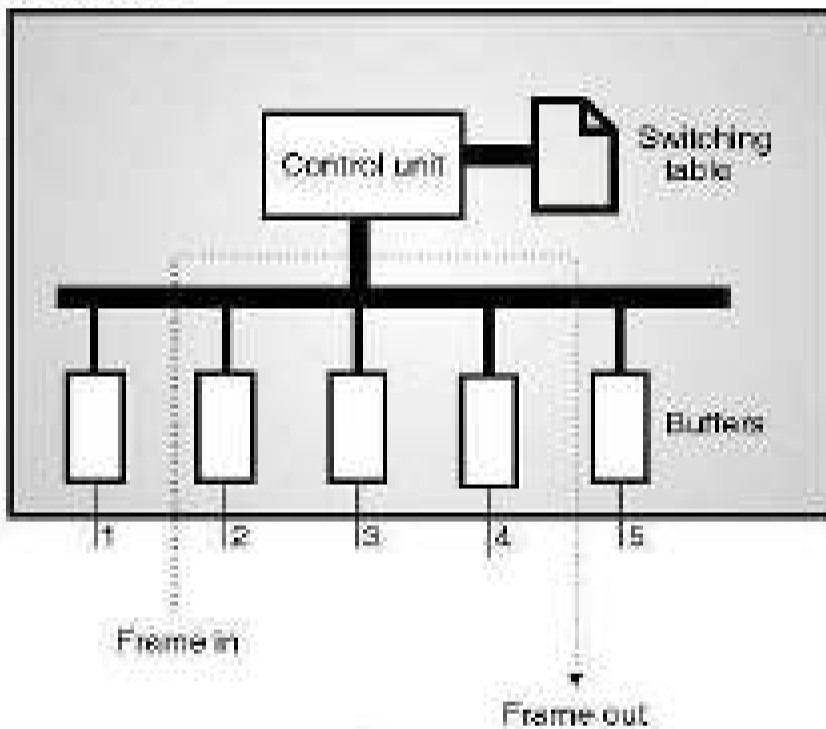 Control unit
Switching
table
Buffers
1 2 3 4 5
Frame in
Frame out